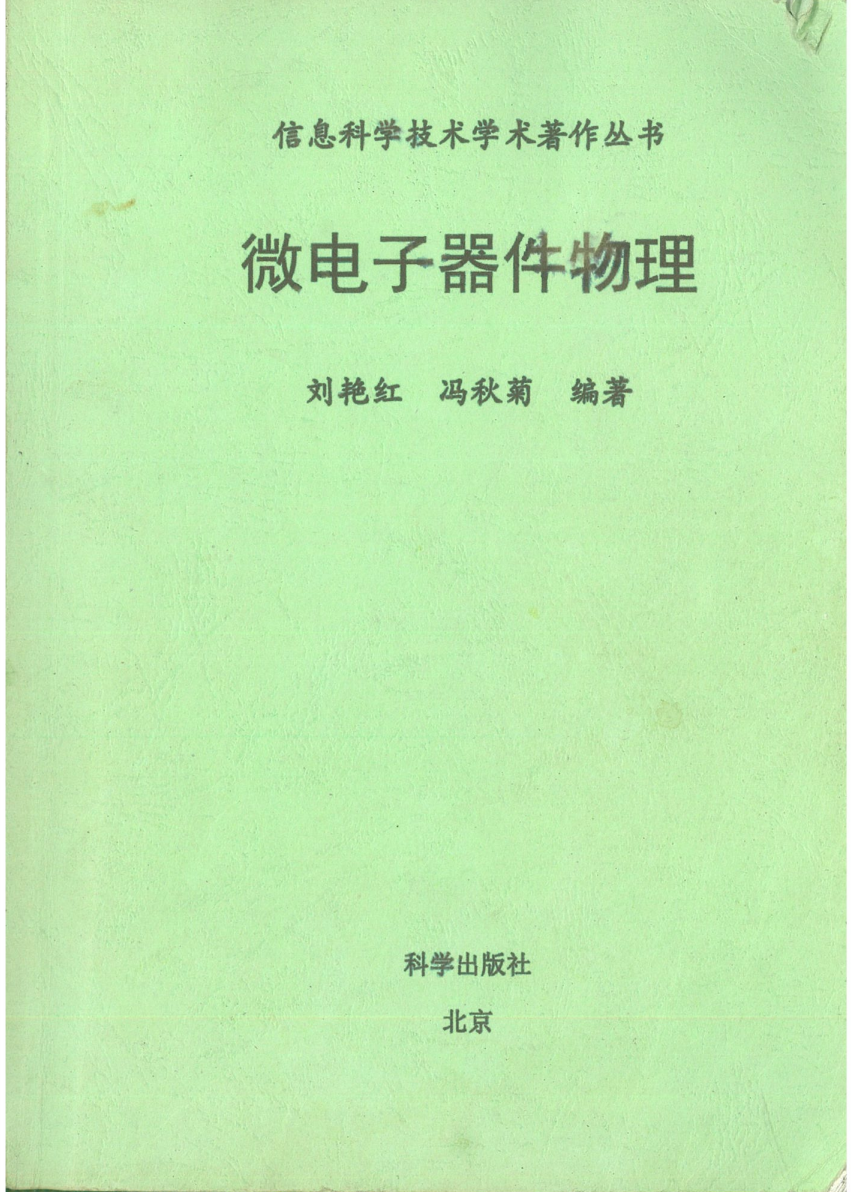 信息科学技术学术著作丛书
微电子器件物理
刘艳红 冯秋菊 编著
科学出版社
北京